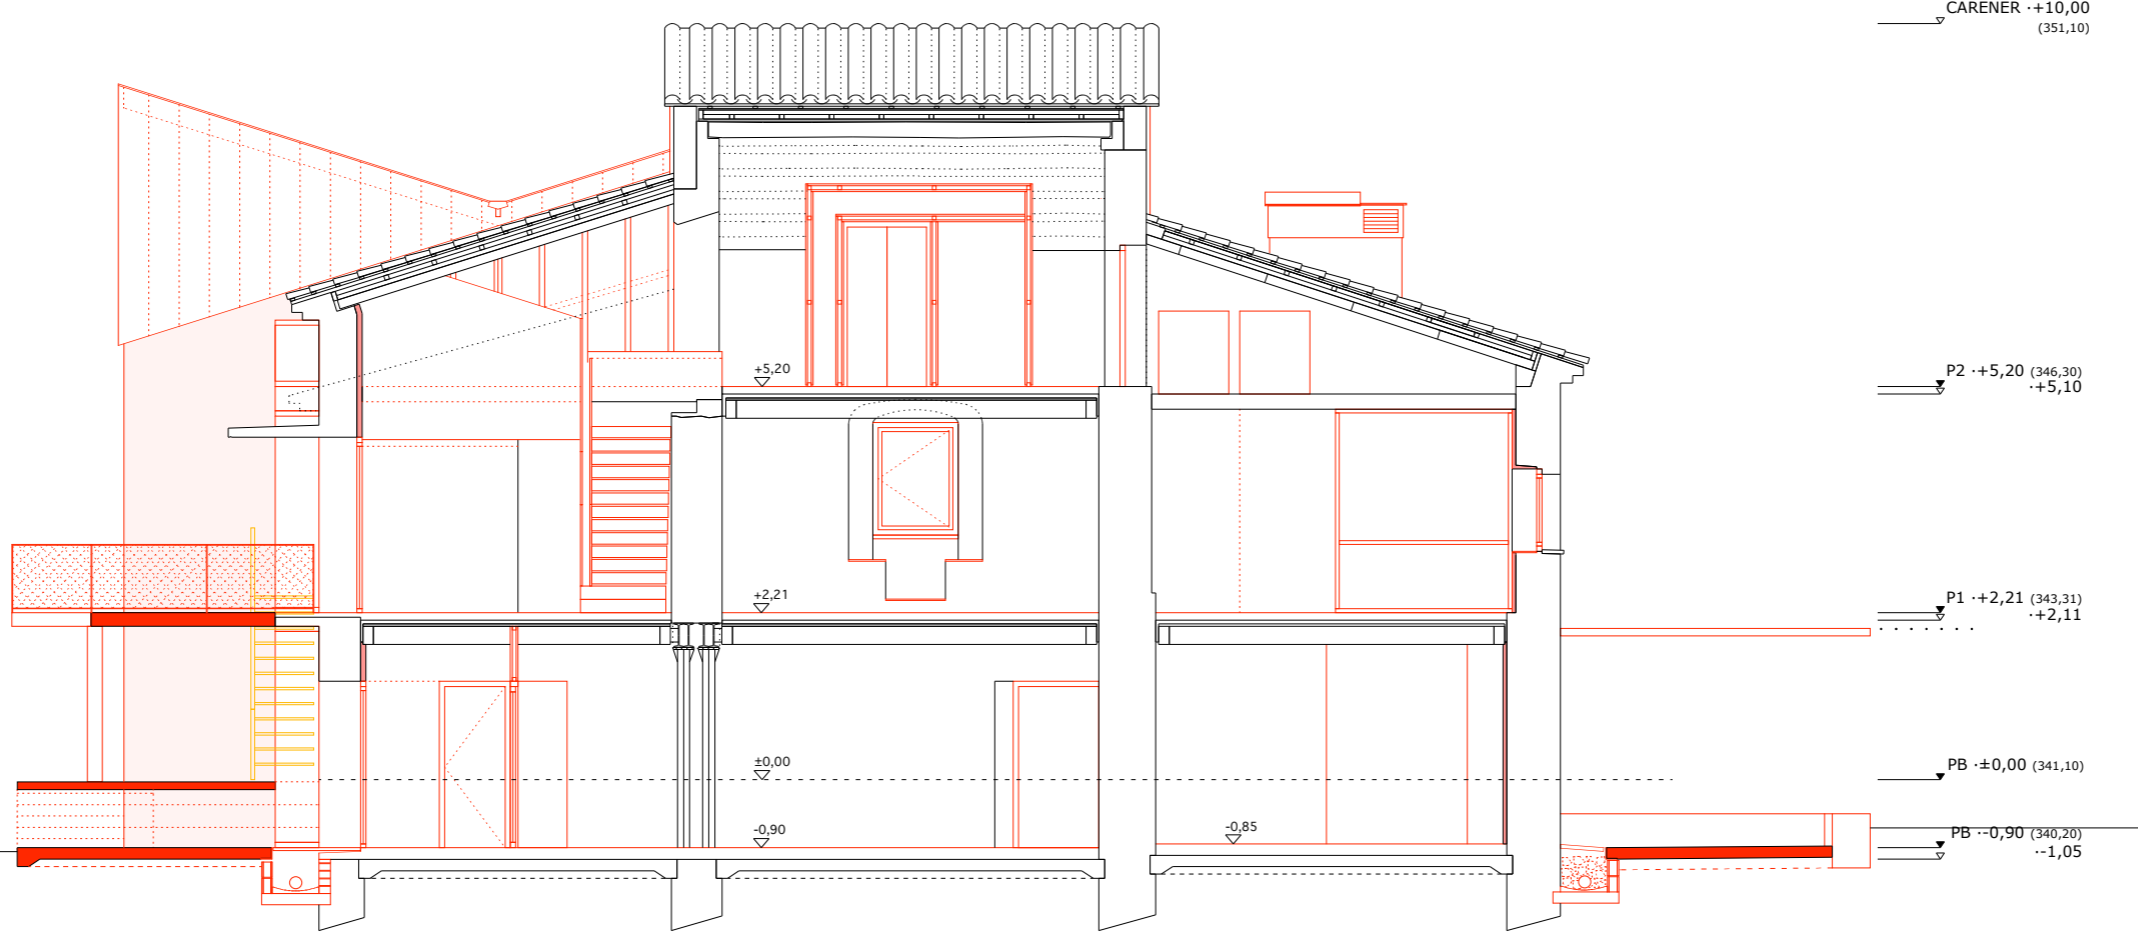 CARENER ·+10,00
(351,10)
+5,20
P2 ·+5,20 (346,30)
·+5,10
+2,21
P1 ·+2,21 (343,31)
·+2,11
±0,00
PB ·±0,00 (341,10)
-0,90
-0,85
PB ·-0,90 (340,20)
·-1,05